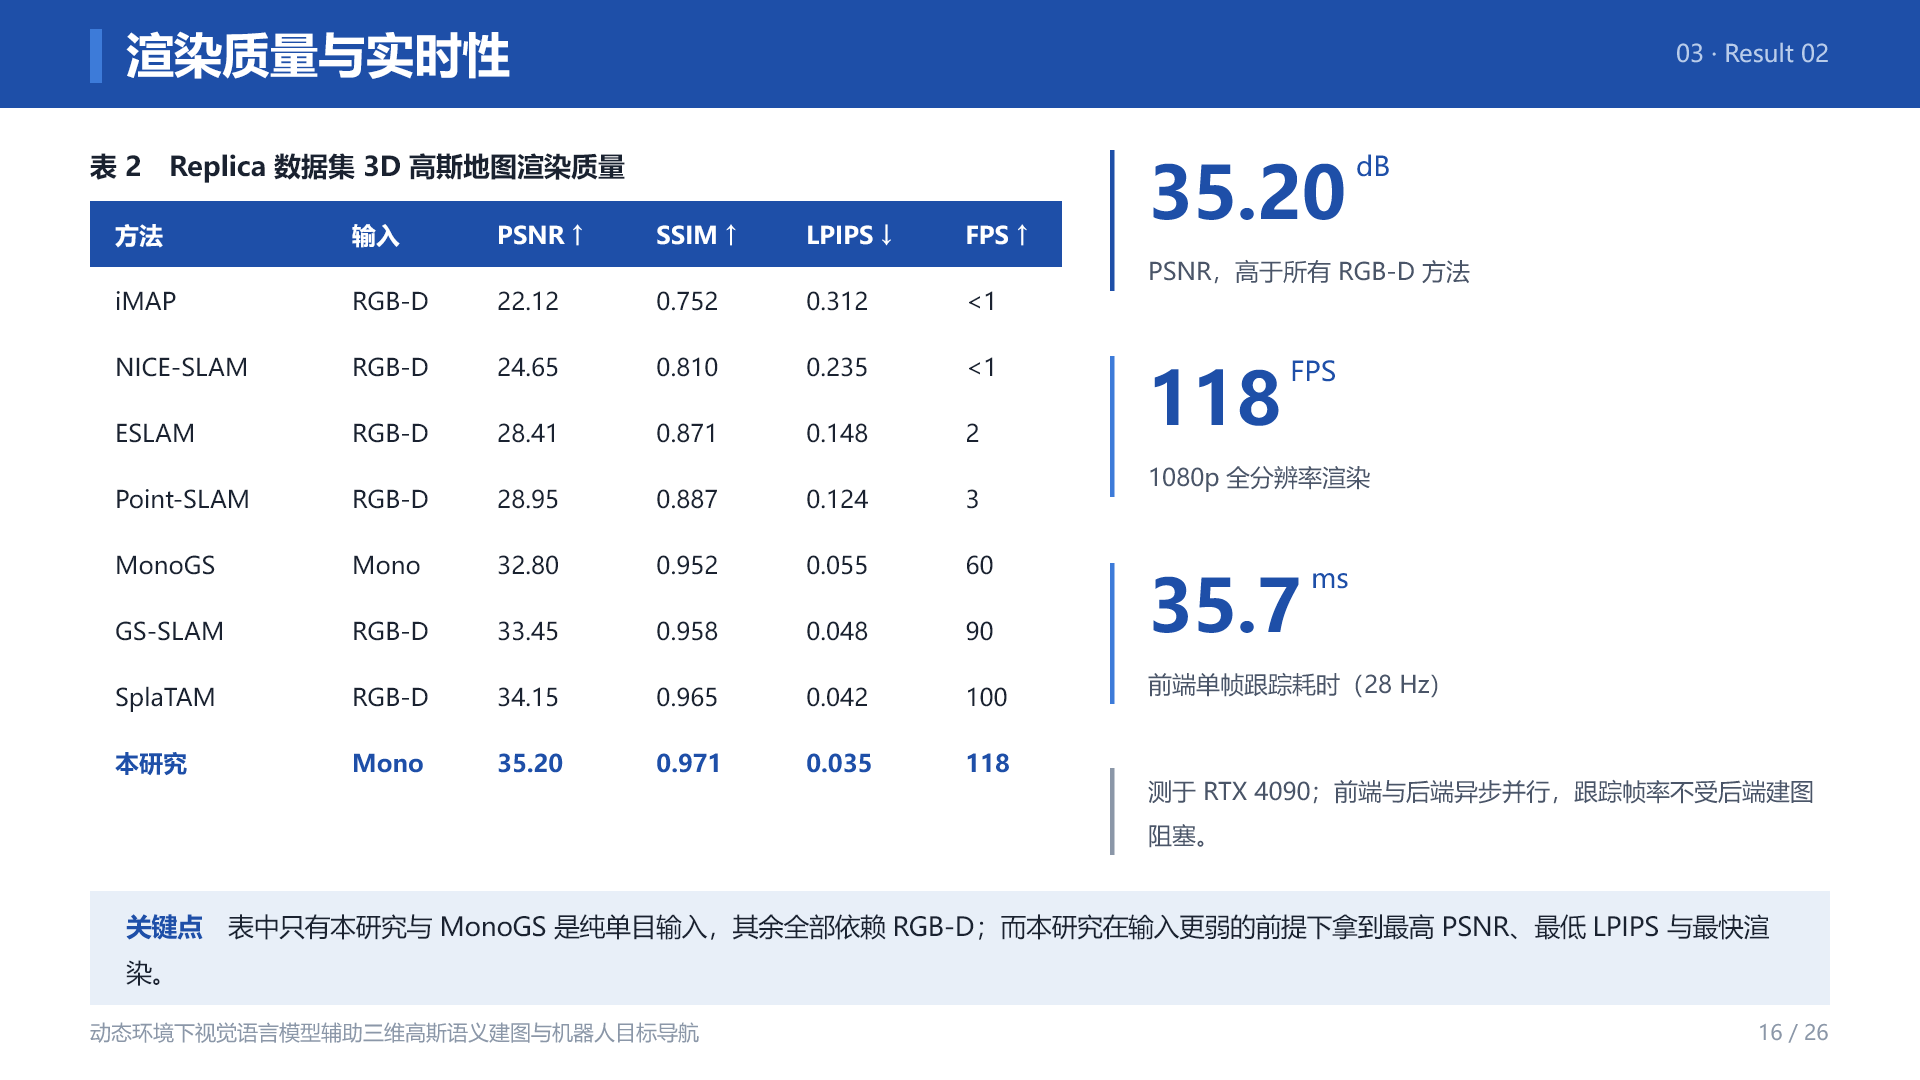 渲染质量与实时性
03 · Result 02
表 2 Replica 数据集 3D 高斯地图渲染质量
方法 输入 PSNR ↑ SSIM ↑ LPIPS ↓ FPS ↑
iMAP RGB-D 22.12 0.752 0.312 <1
NICE-SLAM RGB-D 24.65 0.810 0.235 <1
ESLAM RGB-D 28.41 0.871 0.148 2
Point-SLAM RGB-D 28.95 0.887 0.124 3
MonoGS Mono 32.80 0.952 0.055 60
GS-SLAM RGB-D 33.45 0.958 0.048 90
SplaTAM RGB-D 34.15 0.965 0.042 100
本研究 Mono 35.20 0.971 0.035 118
35.20 dB
PSNR，高于所有 RGB-D 方法
118 FPS
1080p 全分辨率渲染
35.7 ms
前端单帧跟踪耗时（28 Hz）
测于 RTX 4090；前端与后端异步并行，跟踪帧率不受后端建图
阻塞。
关键点 表中只有本研究与 MonoGS 是纯单目输入，其余全部依赖 RGB-D；而本研究在输入更弱的前提下拿到最高 PSNR、最低 LPIPS 与最快渲
染。
动态环境下视觉语言模型辅助三维高斯语义建图与机器人目标导航
16 / 26